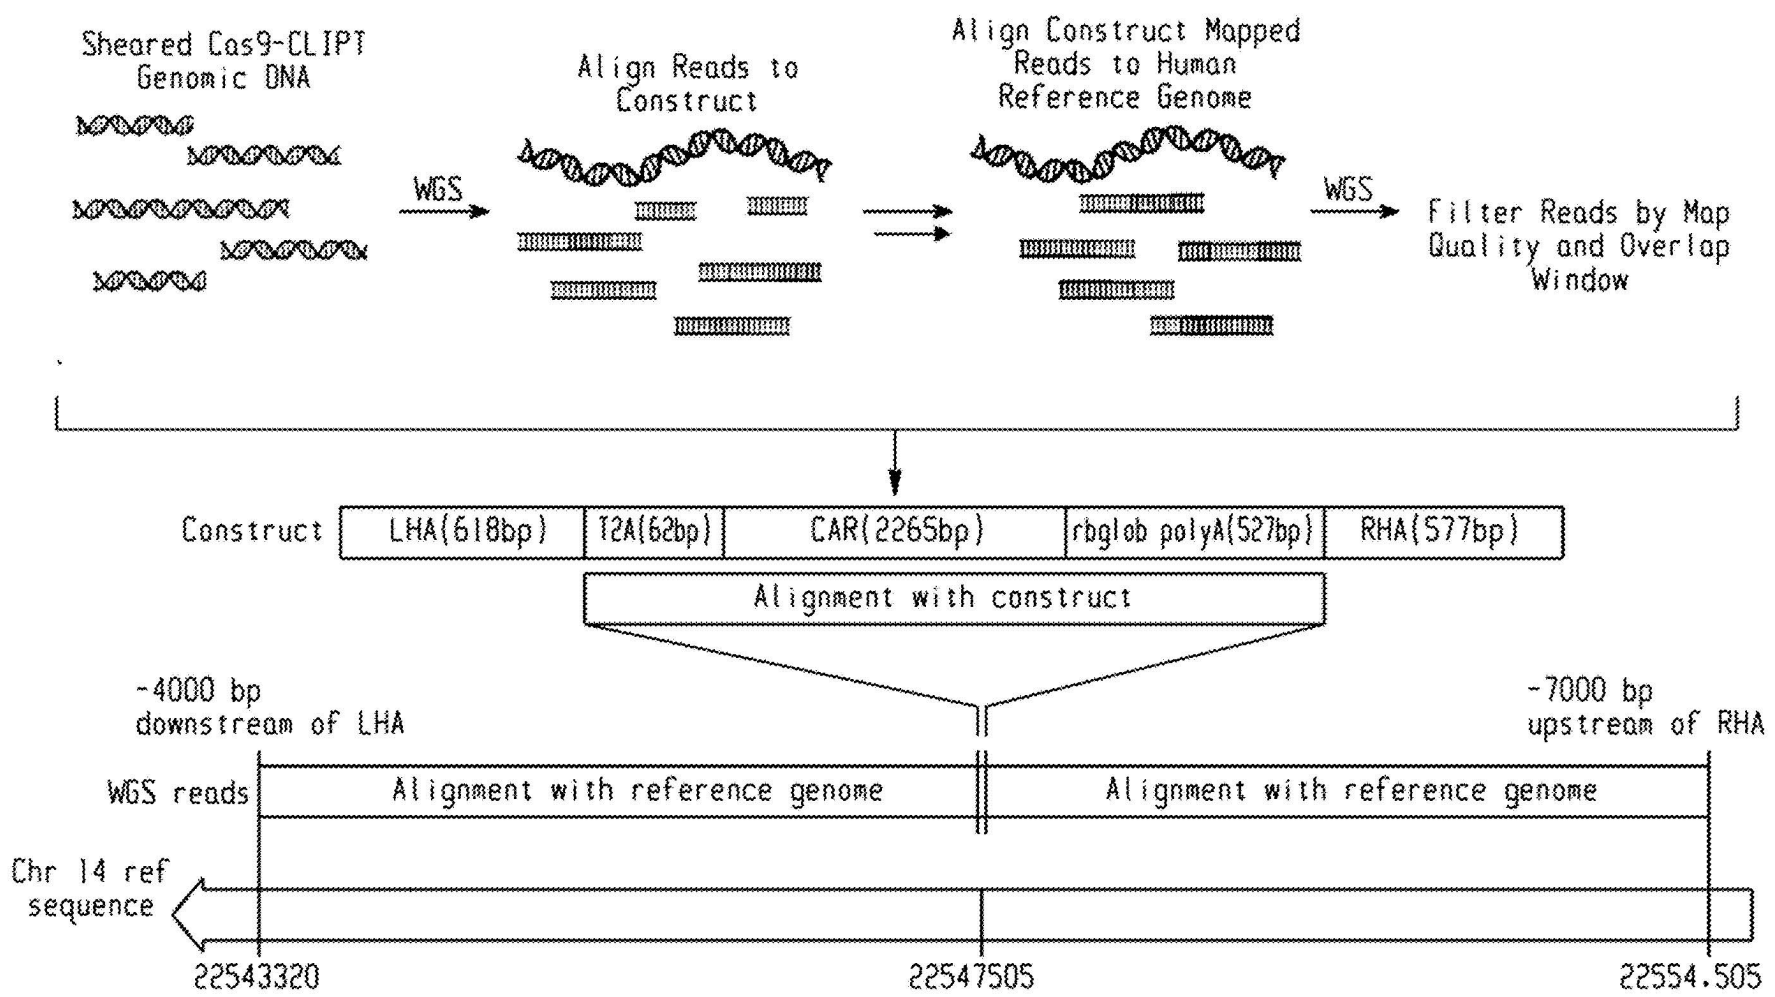 Sheared Cas9-CLIPT
Genomic DNA
WGS
Align Reads to
Construct
Align Construct Mapped
Reads to Human
Reference Genome
WGS
Filter Reads by Map
Quality and Overlap
Window
Construct
LHA(618bp)
T2A(62bp)
CAR(2265bp)
rbglob polyA(527bp)
RHA(577bp)
Alignment with construct
-4000 bp
downstream of LHA
-7000 bp
upstream of RHA
WGS reads
Alignment with reference genome
Alignment with reference genome
Chr 14 ref
sequence
22543320
22547505
22554.505